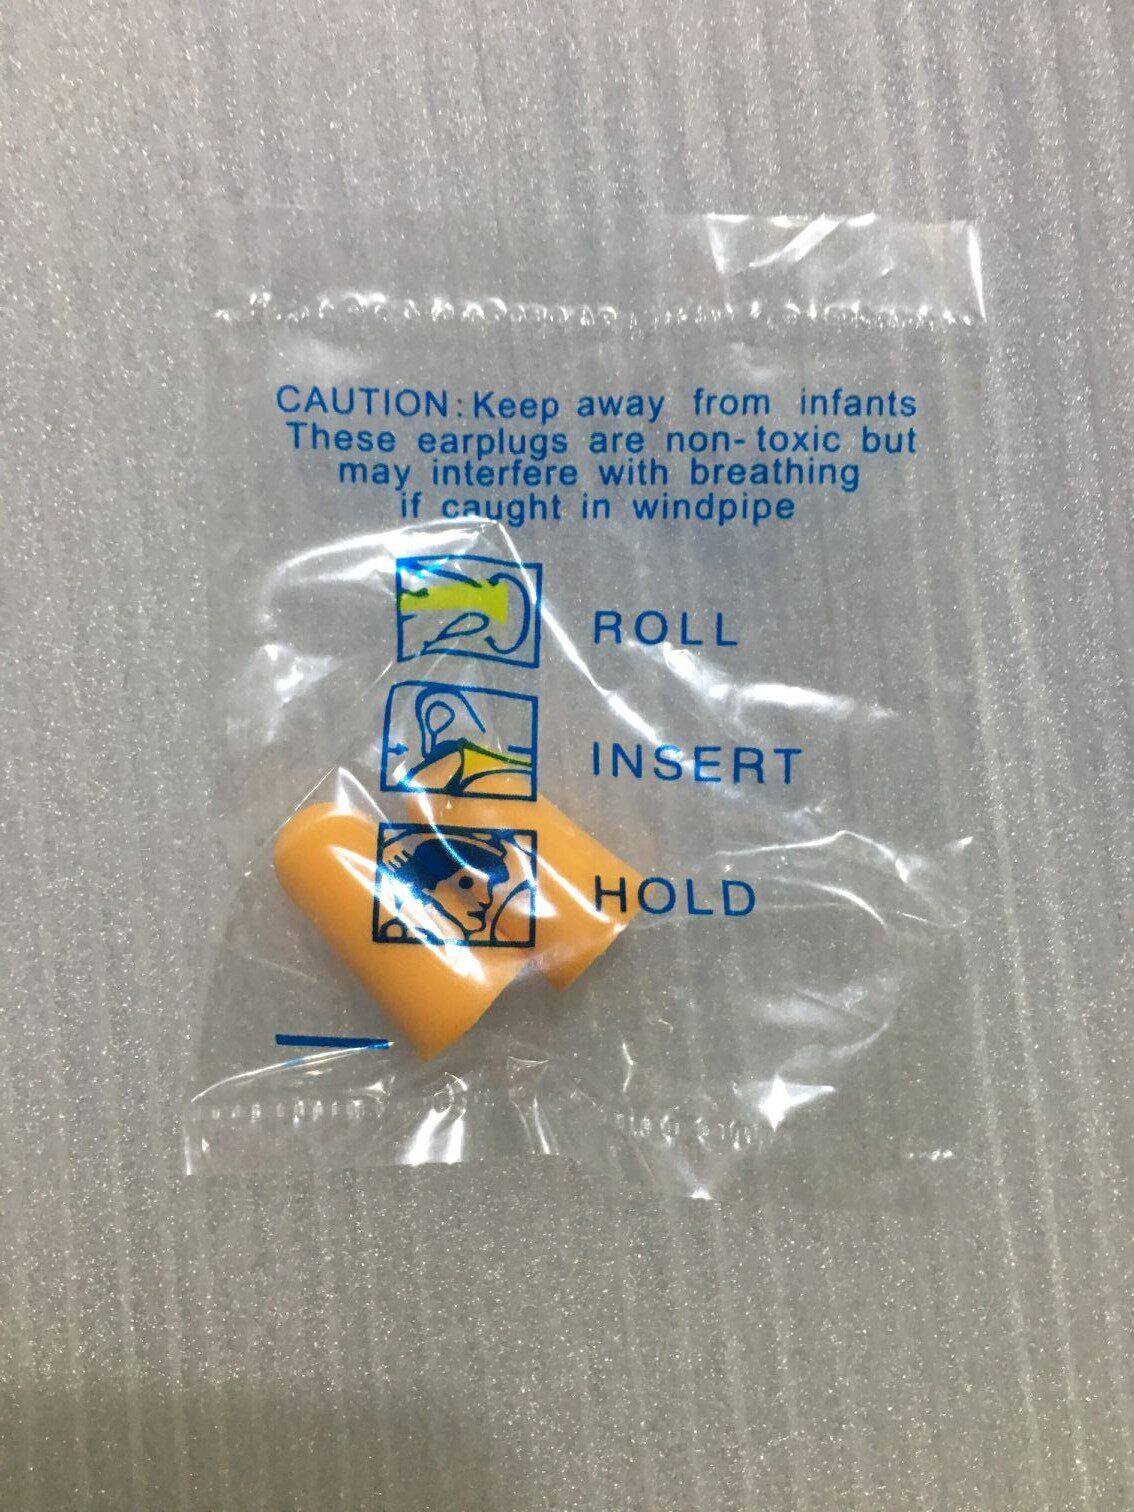 CAUTION: Keep away from infants
These earplugs are non-toxic but
may interfere with breathing
if caught in windpipe
ROLL
INSERT
HOLD